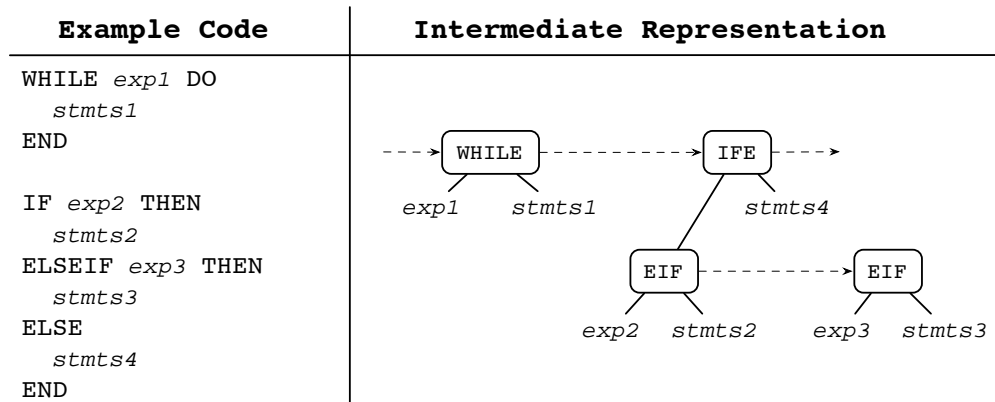 Example Code
Intermediate Representation
WHILE exp1 DO
stmts1
END
IF exp2 THEN
stmts2
ELSEIF exp3 THEN
stmts3
ELSE
stmts4
END
WHILE
IFE
exp1
stmts1
stmts4
EIF
EIF
exp2
stmts2
exp3
stmts3